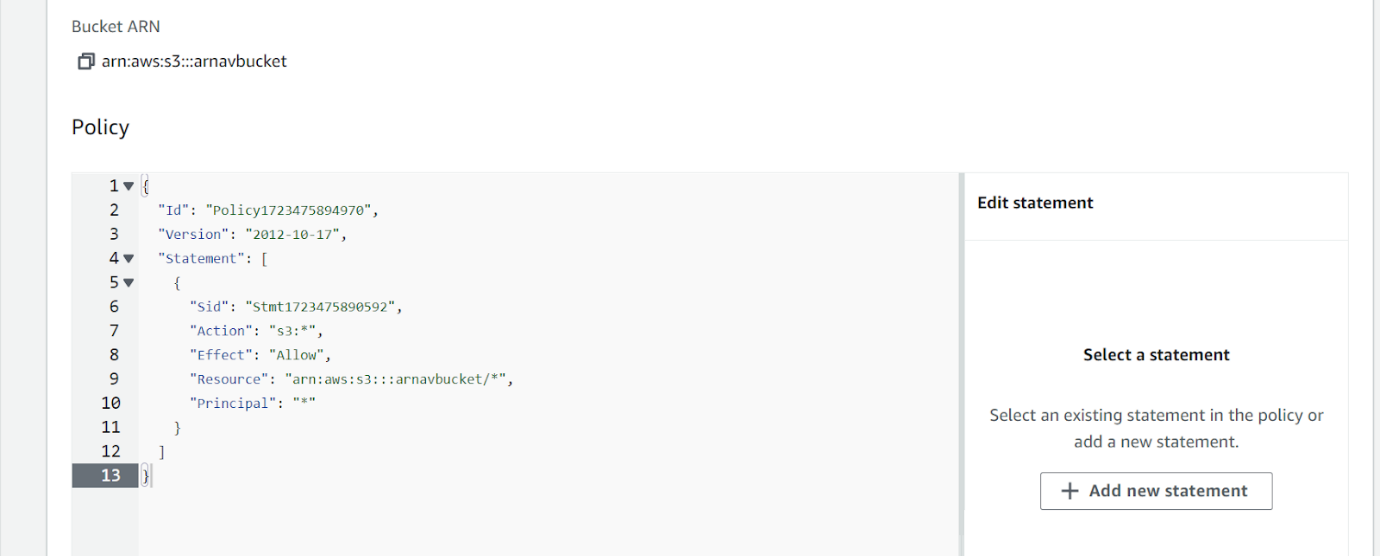 Bucket ARN
arn:aws:s3:::arnavbucket
Policy
1 {
2 "Id": "Policy1723475894970",
3 "Version": "2012-10-17",
4 "Statement": [
5 {
6 "Sid": "Stmt1723475890592",
7 "Action": "s3:*",
8 "Effect": "Allow",
9 "Resource": "arn:aws:s3:::arnavbucket/*",
10 "Principal": "*"
11 }
12 ]
13 }
Edit statement
Select a statement
Select an existing statement in the policy or
add a new statement.
+ Add new statement